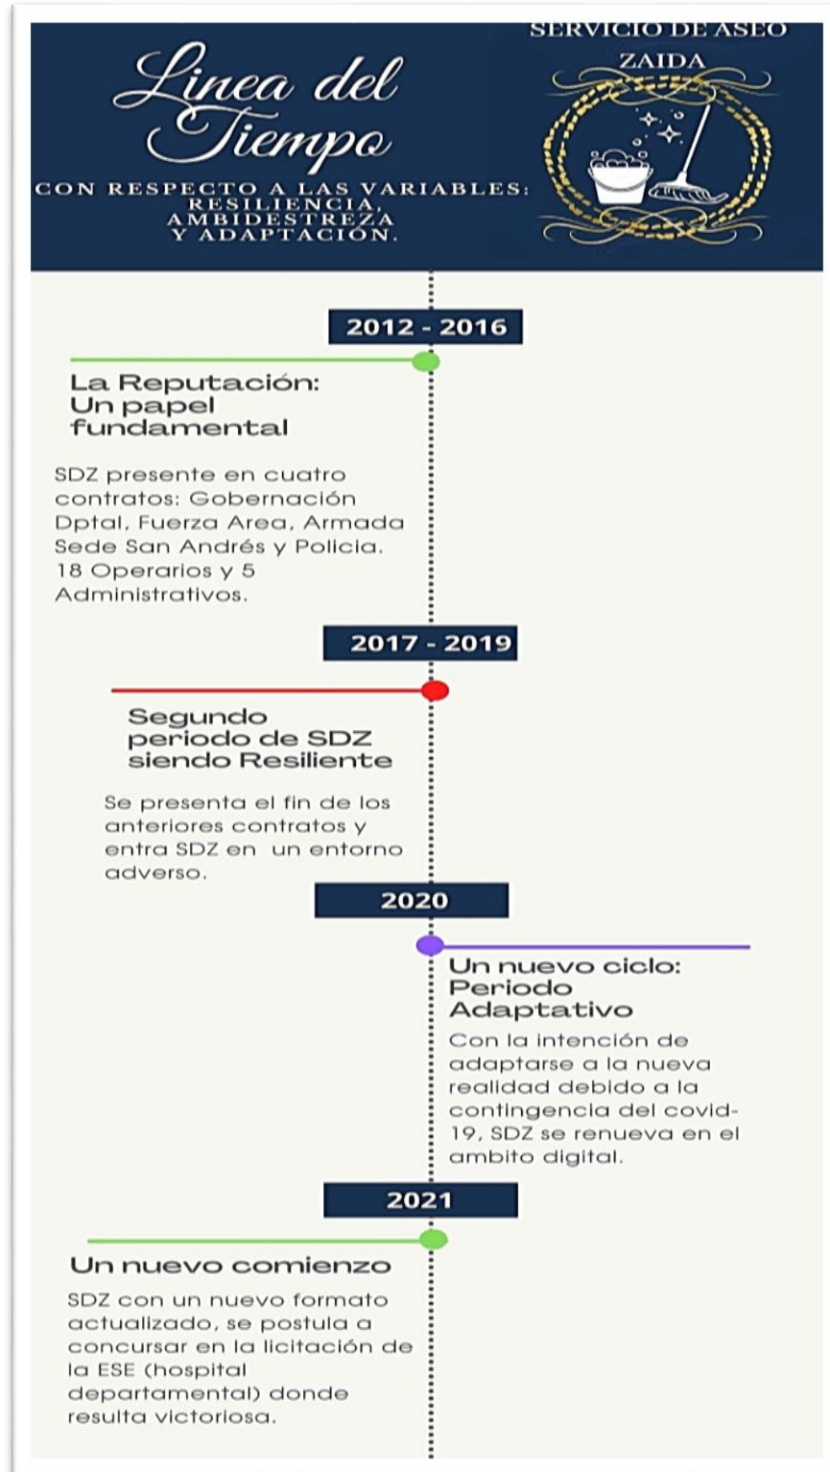 Linea del
Tiempo
CON RESPECTO A LAS VARIABLES:
RESILIENCIA,
AMBIDESTREZA
Y ADAPTACIÓN.
SERVICIO DE ASEO
ZAIDA
2012 - 2016
La Reputación:
Un papel
fundamental
SDZ presente en cuatro
contratos: Gobernación
Dptal, Fuerza Area, Armada
Sede San Andrés y Policia.
18 Operarios y 5
Administrativos.
2017 - 2019
Segundo
periodo de SDZ
siendo Resiliente
Se presenta el fin de los
anteriores contratos y
entra SDZ en un entorno
adverso.
2020
Un nuevo ciclo:
Periodo
Adaptativo
Con la intención de
adaptarse a la nueva
realidad debido a la
contingencia del covid-
19, SDZ se renueva en el
ambito digital.
2021
Un nuevo comienzo
SDZ con un nuevo formato
actualizado, se postula a
concursar en la licitación de
la ESE (hospital
departamental) donde
resulta victoriosa.